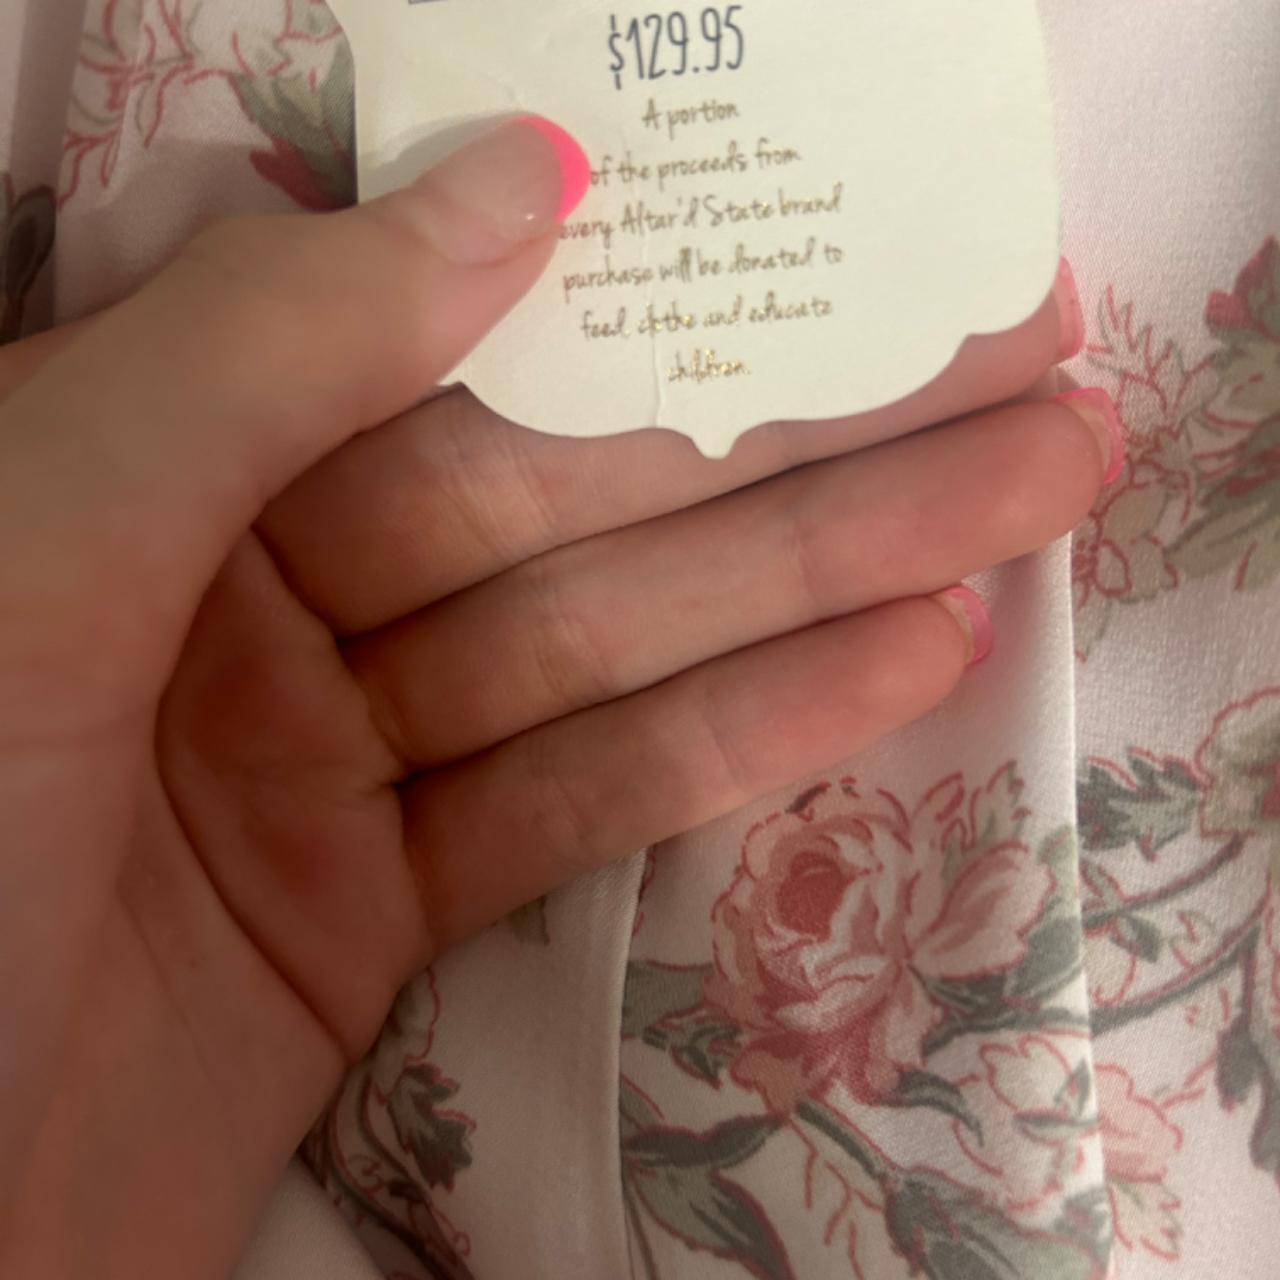 $129.95
A portion
of the proceeds from
every Altar'd State brand
purchase will be donated to
feed clothe and educate
children.